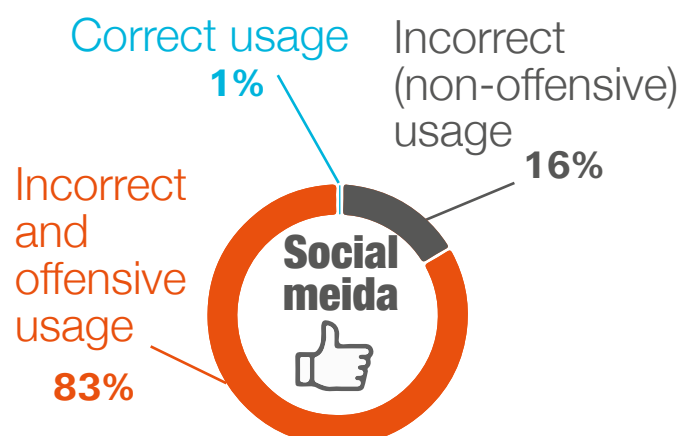 Correct usage
1%
Incorrect
(non-offensive)
usage
16%
Incorrect
and
offensive
usage
83%
Social
meida